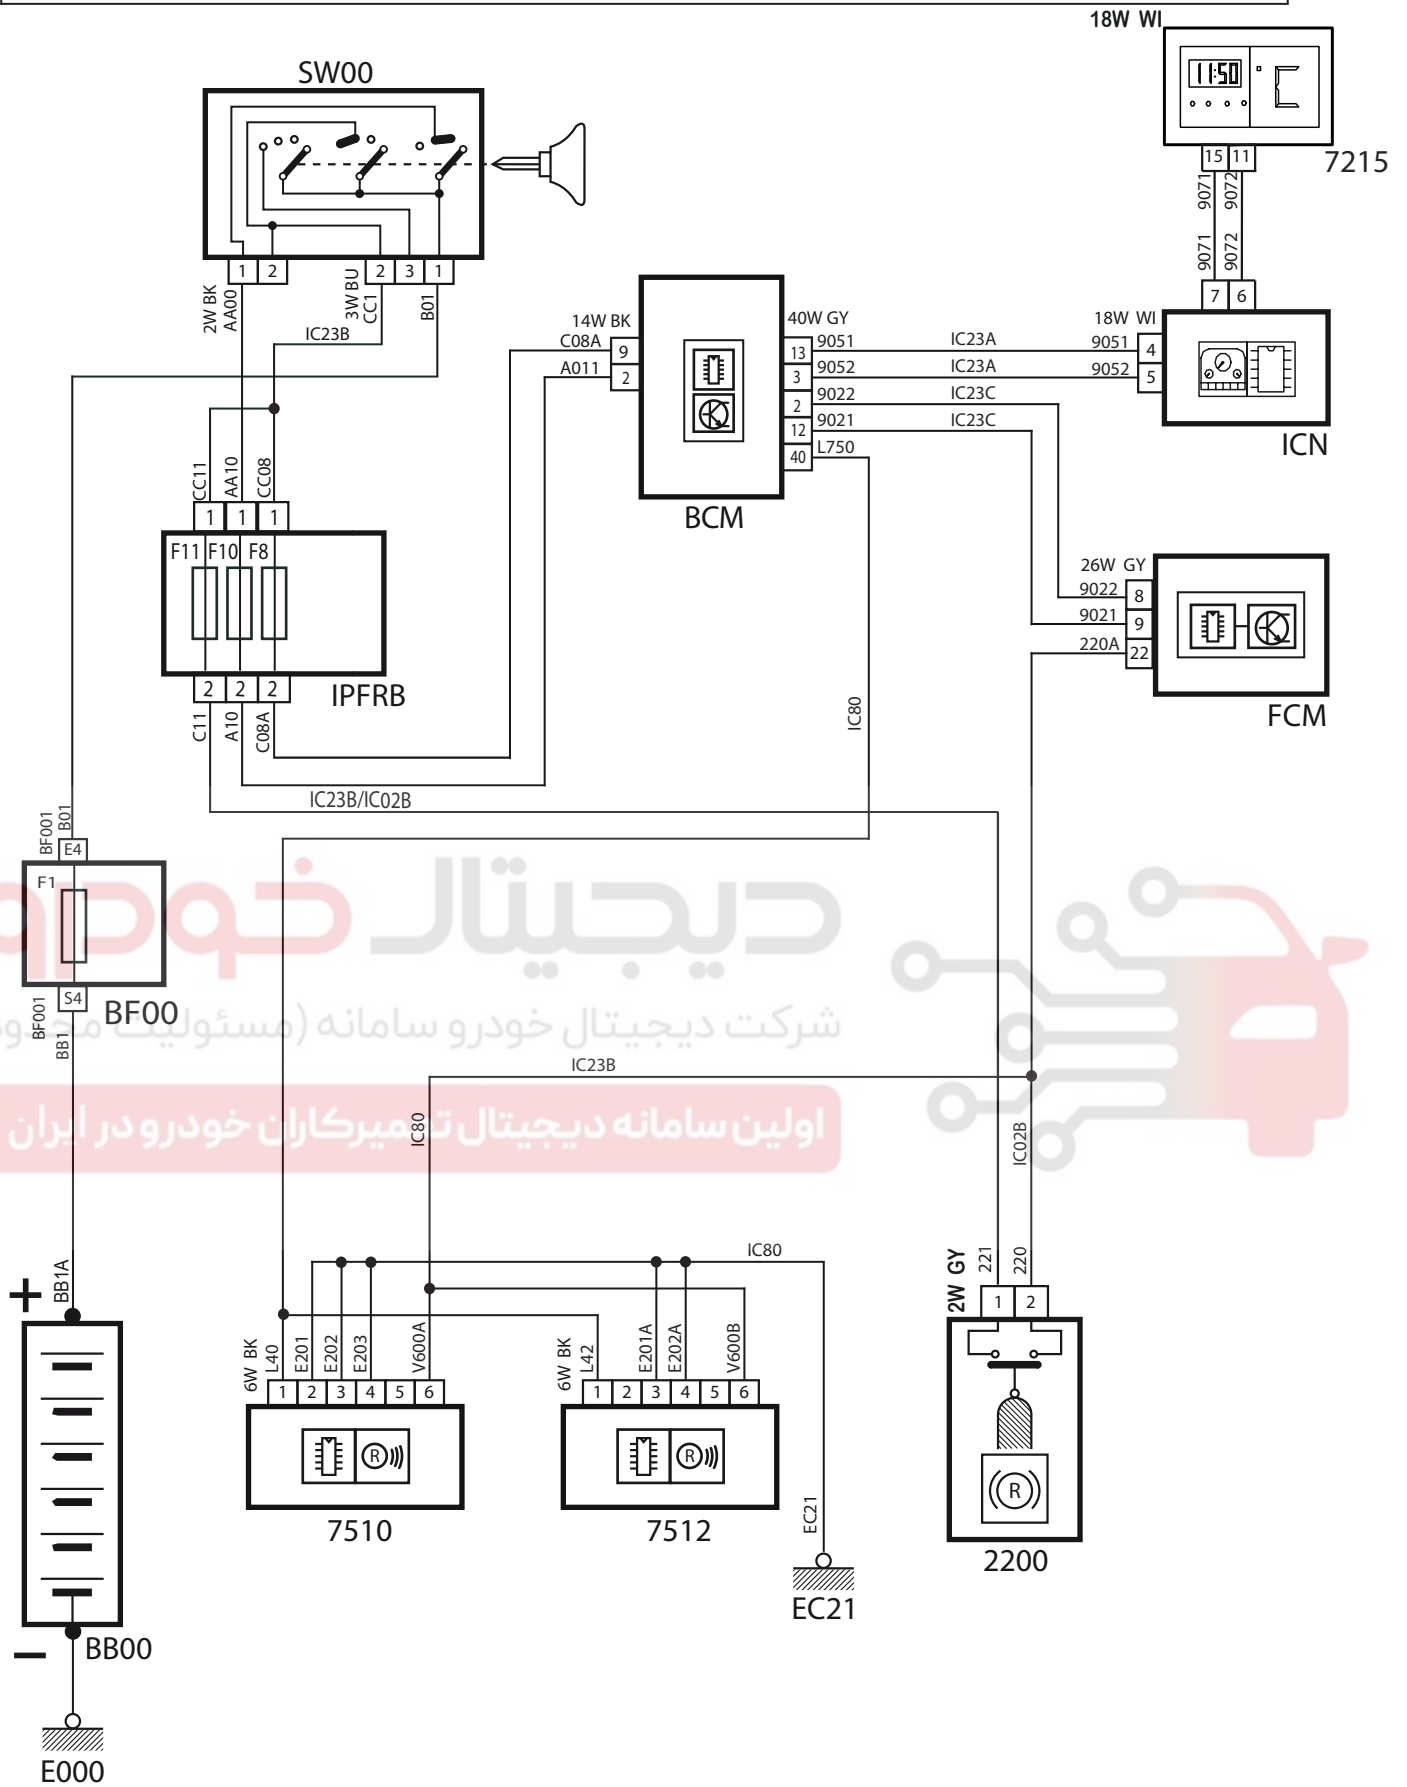 18W WI
11:50
°C
15 11
7215
9071
9072
9071
9072
7 6
SW00
1 2
2 3 1
2W BK
AA00
3W BU
CC1
B01
IC23B
14W BK
C08A
9
A011
2
40W GY
13
9051
IC23A
3
9052
IC23A
2
9022
IC23C
12
9021
IC23C
40
L750
18W WI
9051
4
9052
5
ICN
BCM
CC11
AA10
CC08
1 1 1
F11 F10 F8
2 2 2
IPFRB
C11
A10
C08A
26W GY
9022
8
9021
9
220A
22
FCM
IC80
IC23B/IC02B
BF001
B01
E4
F1
S4
BF00
BF001
BB1
دیجیتال خودرو
شرکت دیجیتال خودرو سامانه (مسئولیت محدو
اولین سامانه دیجیتال تعمیرکاران خودرو در ایران
IC23B
IC80
IC02B
BB1A
+
IC80
2W GY
221
220
1 2
6W BK
L40
E201
E202
E203
V600A
1 2 3 4 5 6
R
7510
6W BK
L42
E201A
E202A
V600B
1 2 3 4 5 6
R
7512
EC21
EC21
R
2200
−
BB00
E000